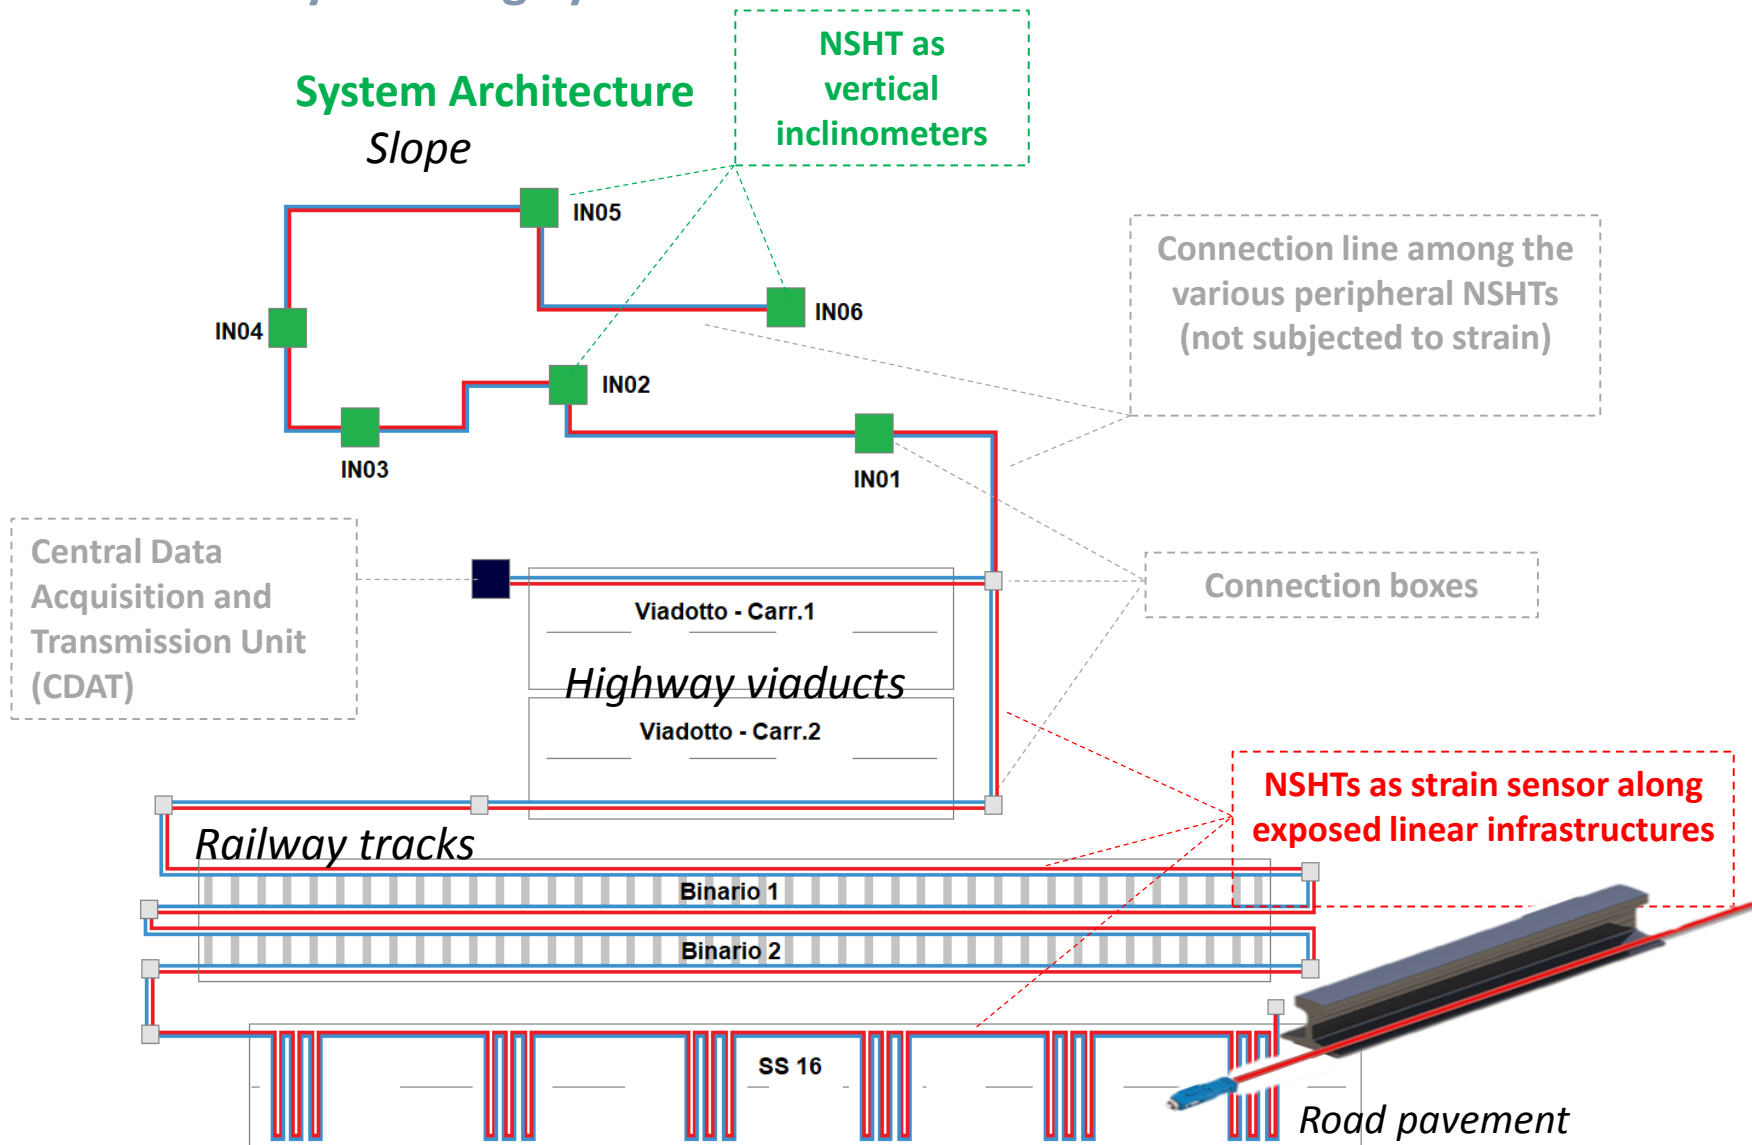 NSHT as
vertical
inclinometers
System Architecture
Slope
IN05
IN06
IN04
IN02
IN03
IN01
Connection line among the
various peripheral NSHTs
(not subjected to strain)
Central Data
Acquisition and
Transmission Unit
(CDAT)
Connection boxes
Viadotto - Carr.1
Highway viaducts
Viadotto - Carr.2
NSHTs as strain sensor along
exposed linear infrastructures
Railway tracks
Binario 1
Binario 2
SS 16
Road pavement